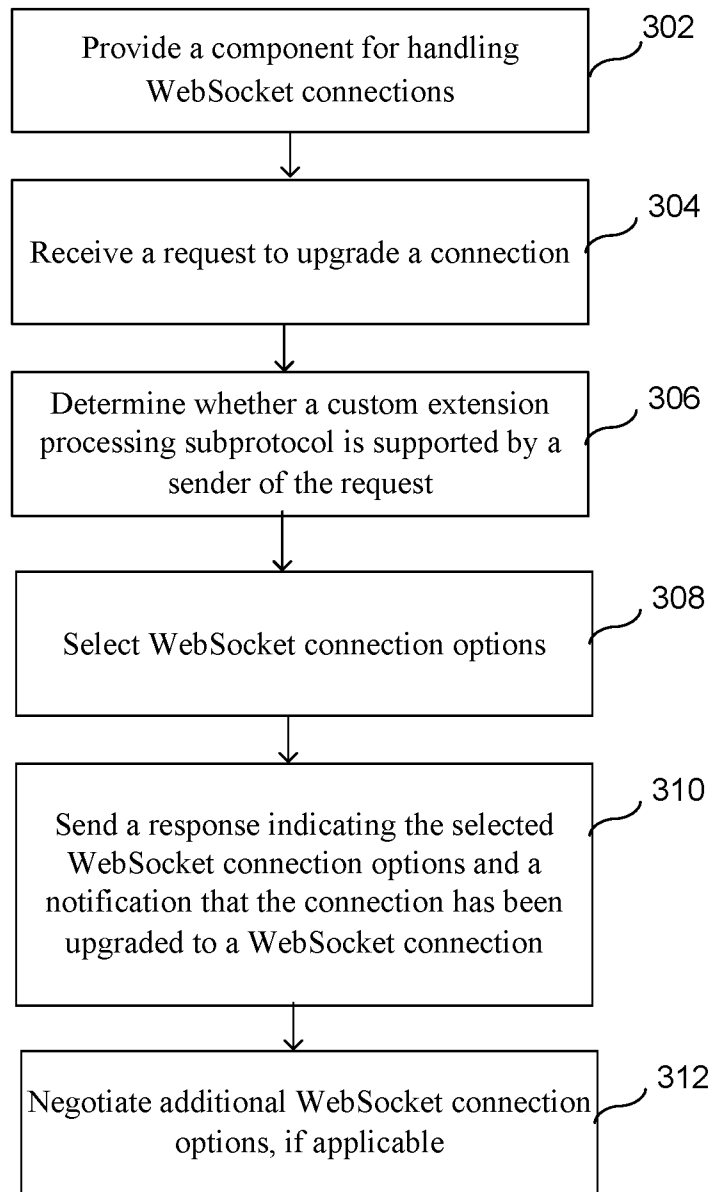 Provide a component for handling
WebSocket connections
302
Receive a request to upgrade a connection
304
Determine whether a custom extension
processing subprotocol is supported by a
sender of the request
306
Select WebSocket connection options
308
Send a response indicating the selected
WebSocket connection options and a
notification that the connection has been
upgraded to a WebSocket connection
310
Negotiate additional WebSocket connection
options, if applicable
312